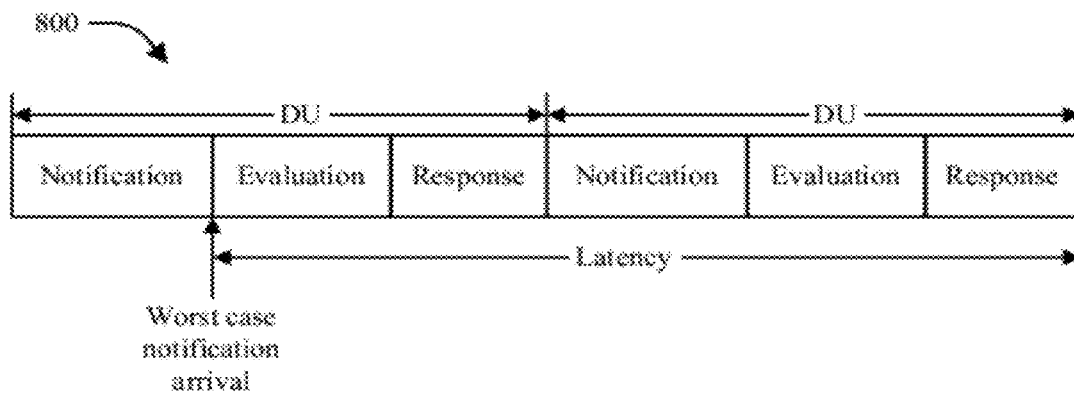 800
DU DU
Notification Evaluation Response Notification Evaluation Response
Latency
Worst case
notification
arrival